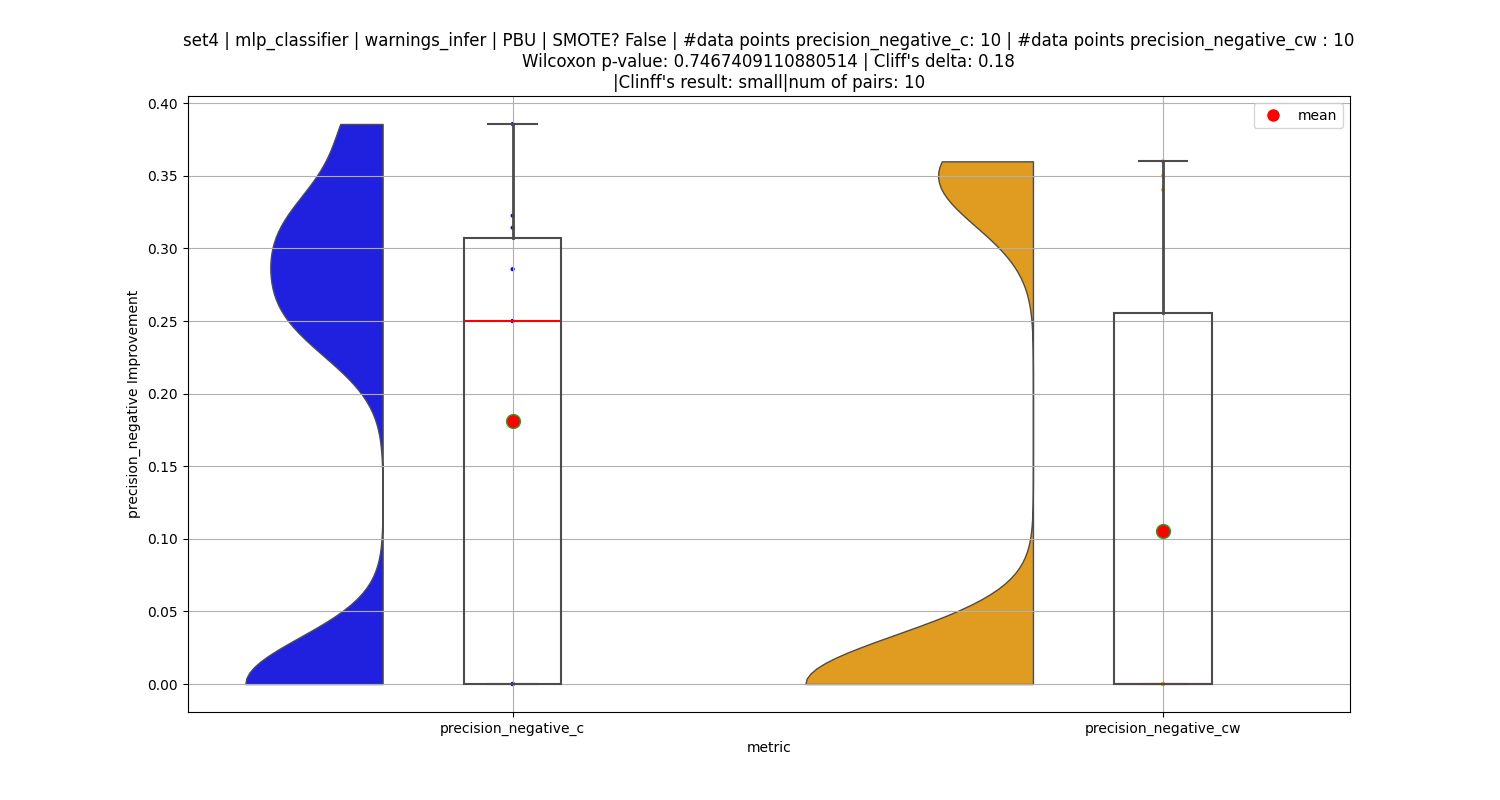 set4 | mlp_classifier | warnings_infer | PBU | SMOTE? False | #data points precision_negative_c: 10 | #data points precision_negative_cw : 10
Wilcoxon p-value: 0.7467409110880514 | Cliff's delta: 0.18
|Clinff's result: small|num of pairs: 10
mean
0.40
0.35
0.30
0.25
0.20
0.15
0.10
0.05
0.00
precision_negative Improvement
precision_negative_c
precision_negative_cw
metric